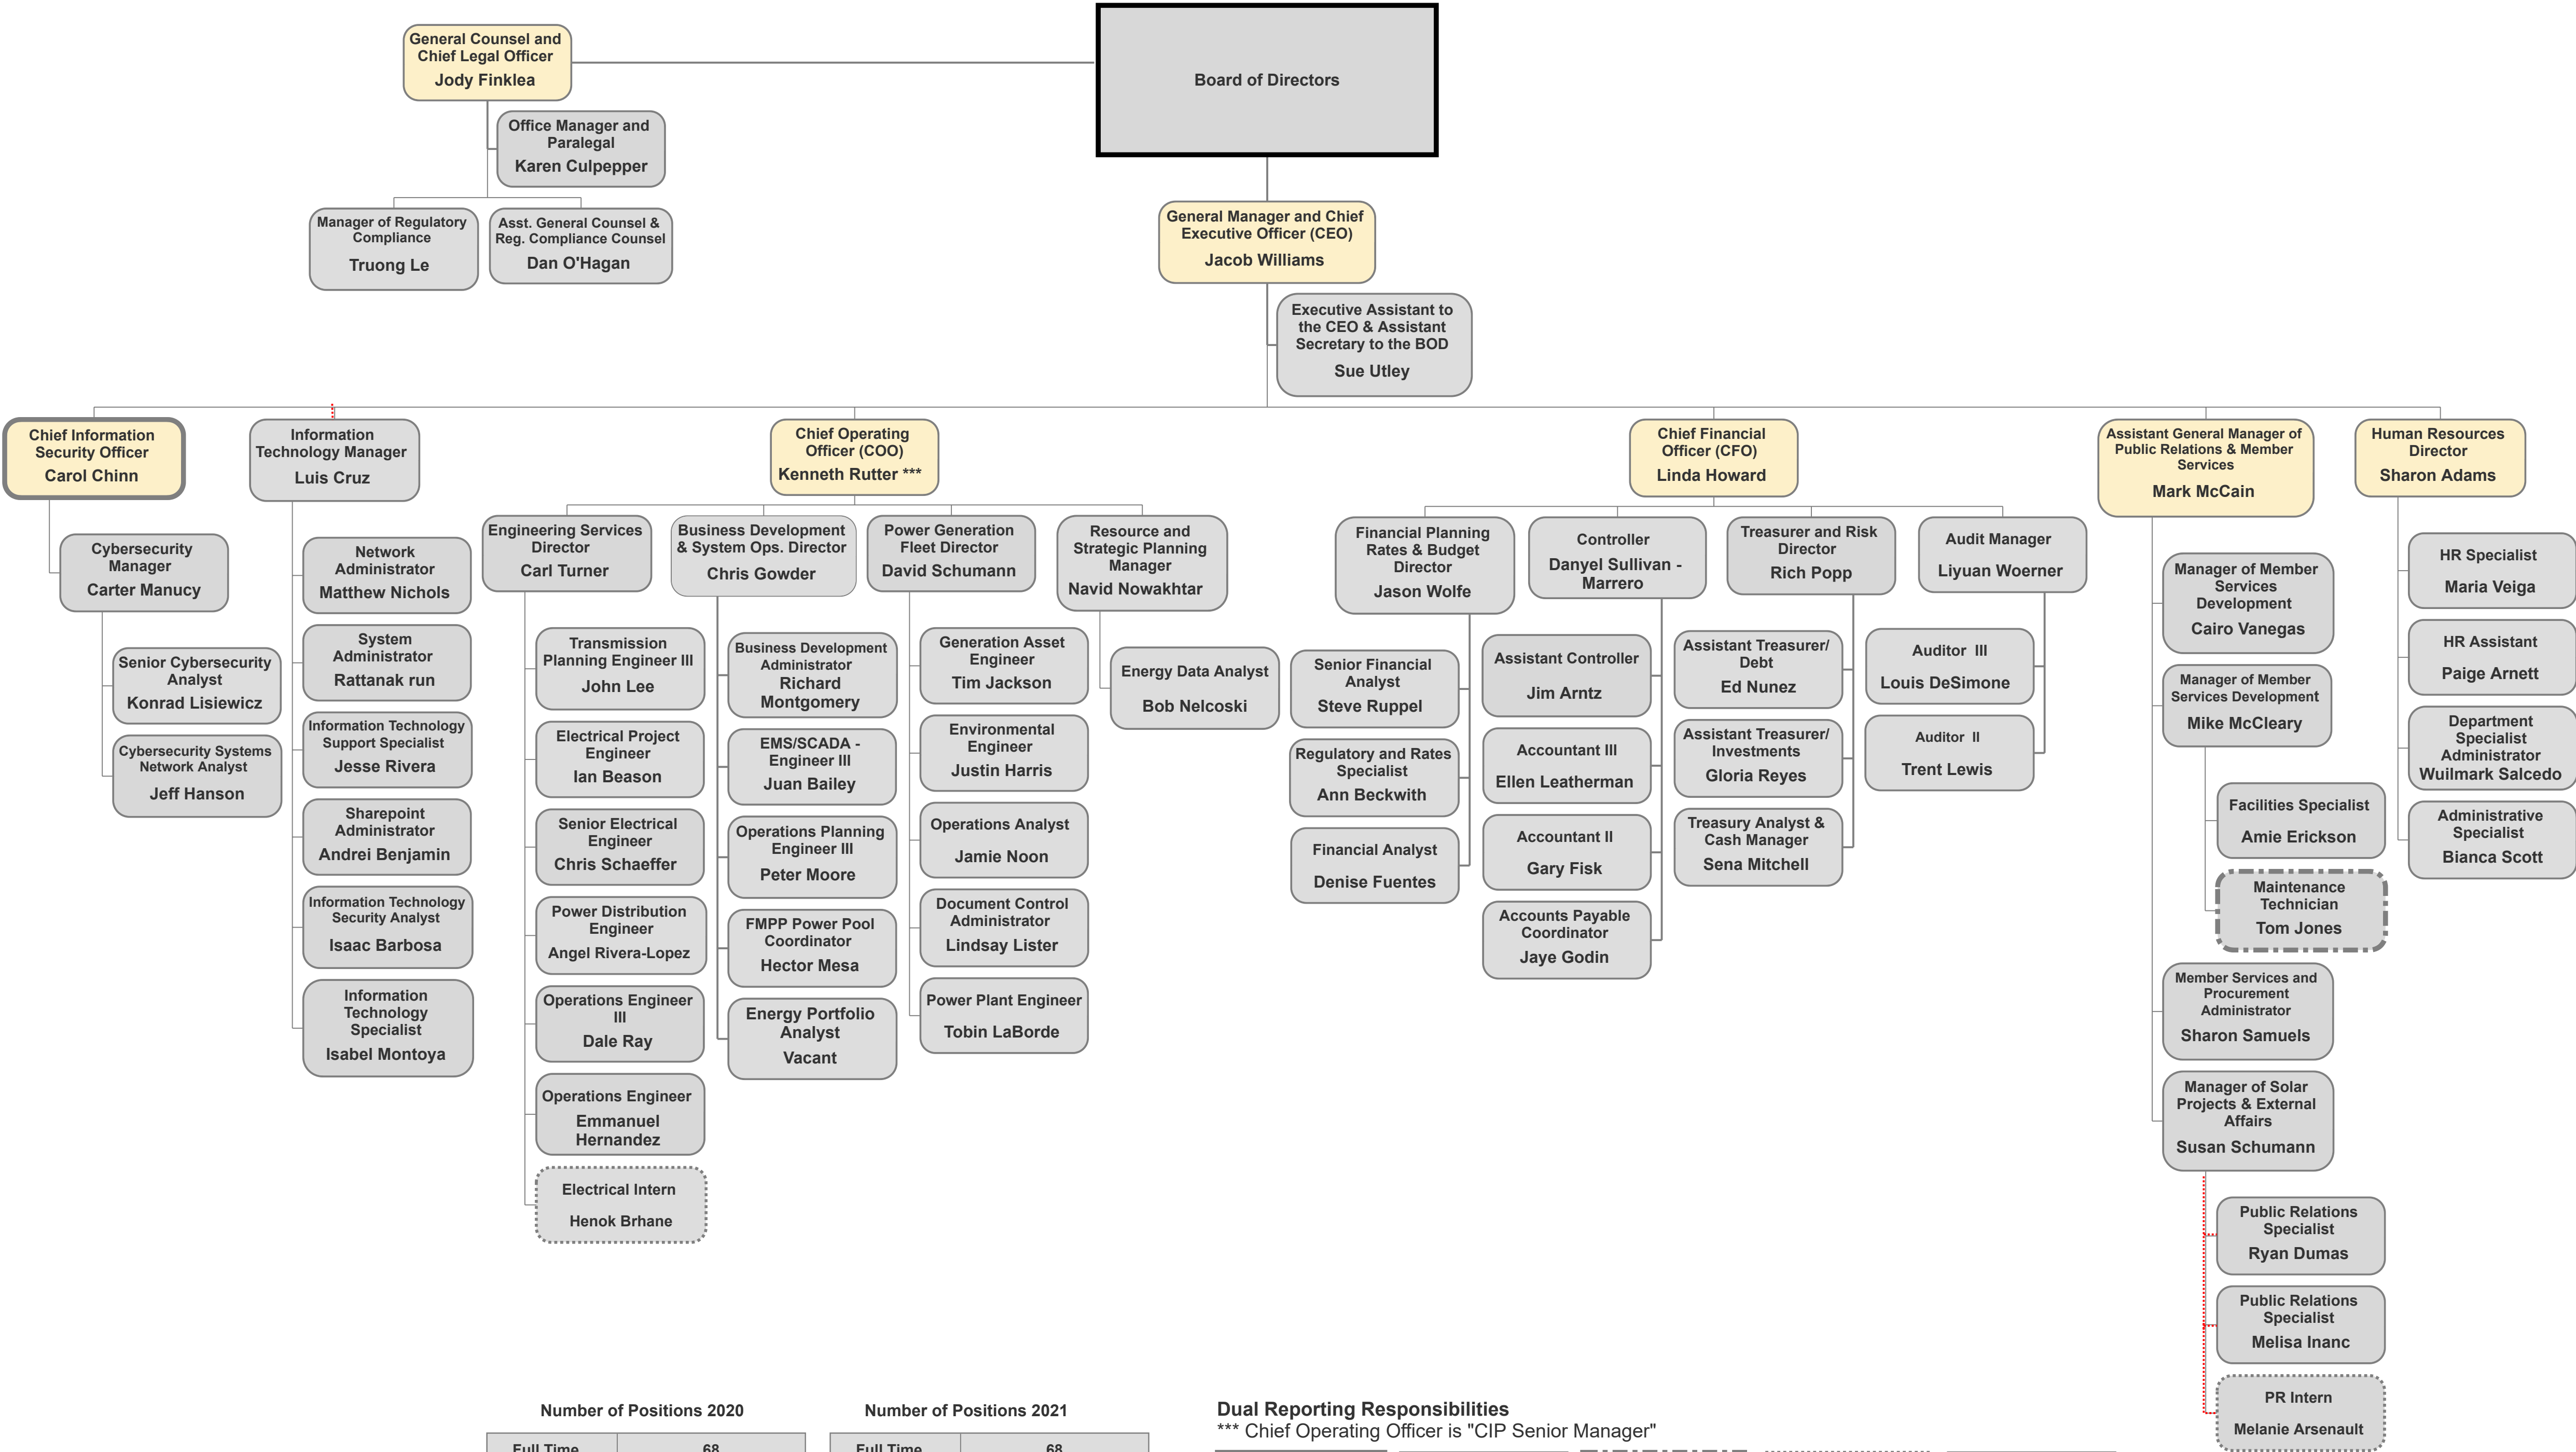 General Counsel and
Chief Legal Officer
Jody Finklea
Board of Directors
Office Manager and
Paralegal
Karen Culpepper
Manager of Regulatory
Compliance
Truong Le
Asst. General Counsel &
Reg. Compliance Counsel
Dan O'Hagan
General Manager and Chief
Executive Officer (CEO)
Jacob Williams
Executive Assistant to
the CEO & Assistant
Secretary to the BOD
Sue Utley
Chief Information
Security Officer
Carol Chinn
Cybersecurity
Manager
Carter Manucy
Senior Cybersecurity
Analyst
Konrad Lisiewicz
Cybersecurity Systems
Network Analyst
Jeff Hanson
Information
Technology Manager
Luis Cruz
Network
Administrator
Matthew Nichols
System
Administrator
Rattanak run
Information Technology
Support Specialist
Jesse Rivera
Sharepoint
Administrator
Andrei Benjamin
Information Technology
Security Analyst
Isaac Barbosa
Information
Technology
Specialist
Isabel Montoya
Chief Operating
Officer (COO)
Kenneth Rutter ***
Engineering Services
Director
Carl Turner
Transmission
Planning Engineer III
John Lee
Electrical Project
Engineer
Ian Beason
Senior Electrical
Engineer
Chris Schaeffer
Power Distribution
Engineer
Angel Rivera-Lopez
Operations Engineer
III
Dale Ray
Operations Engineer
Emmanuel
Hernandez
Electrical Intern
Henok Brhane
Business Development
& System Ops. Director
Chris Gowder
Business Development
Administrator
Richard
Montgomery
EMS/SCADA -
Engineer III
Juan Bailey
Operations Planning
Engineer III
Peter Moore
FMPP Power Pool
Coordinator
Hector Mesa
Energy Portfolio
Analyst
Vacant
Power Generation
Fleet Director
David Schumann
Generation Asset
Engineer
Tim Jackson
Environmental
Engineer
Justin Harris
Operations Analyst
Jamie Noon
Document Control
Administrator
Lindsay Lister
Power Plant Engineer
Tobin LaBorde
Resource and
Strategic Planning
Manager
Navid Nowakhtar
Energy Data Analyst
Bob Nelcoski
Chief Financial
Officer (CFO)
Linda Howard
Financial Planning
Rates & Budget
Director
Jason Wolfe
Senior Financial
Analyst
Steve Ruppel
Regulatory and Rates
Specialist
Ann Beckwith
Financial Analyst
Denise Fuentes
Controller
Danyel Sullivan -
Marrero
Assistant Controller
Jim Arntz
Accountant III
Ellen Leatherman
Accountant II
Gary Fisk
Accounts Payable
Coordinator
Jaye Godin
Treasurer and Risk
Director
Rich Popp
Assistant Treasurer/
Debt
Ed Nunez
Assistant Treasurer/
Investments
Gloria Reyes
Treasury Analyst &
Cash Manager
Sena Mitchell
Audit Manager
Liyuan Woerner
Auditor III
Louis DeSimone
Auditor II
Trent Lewis
Assistant General Manager of
Public Relations & Member
Services
Mark McCain
Manager of Member
Services
Development
Cairo Vanegas
Manager of Member
Services Development
Mike McCleary
Facilities Specialist
Amie Erickson
Maintenance
Technician
Tom Jones
Member Services and
Procurement
Administrator
Sharon Samuels
Manager of Solar
Projects & External
Affairs
Susan Schumann
Public Relations
Specialist
Ryan Dumas
Public Relations
Specialist
Melisa Inanc
PR Intern
Melanie Arsenault
Human Resources
Director
Sharon Adams
HR Specialist
Maria Veiga
HR Assistant
Paige Arnett
Department
Specialist
Administrator
Wuilmark Salcedo
Administrative
Specialist
Bianca Scott
Number of Positions 2020
Full Time 68
Number of Positions 2021
Full Time 68
Dual Reporting Responsibilities
*** Chief Operating Officer is "CIP Senior Manager"